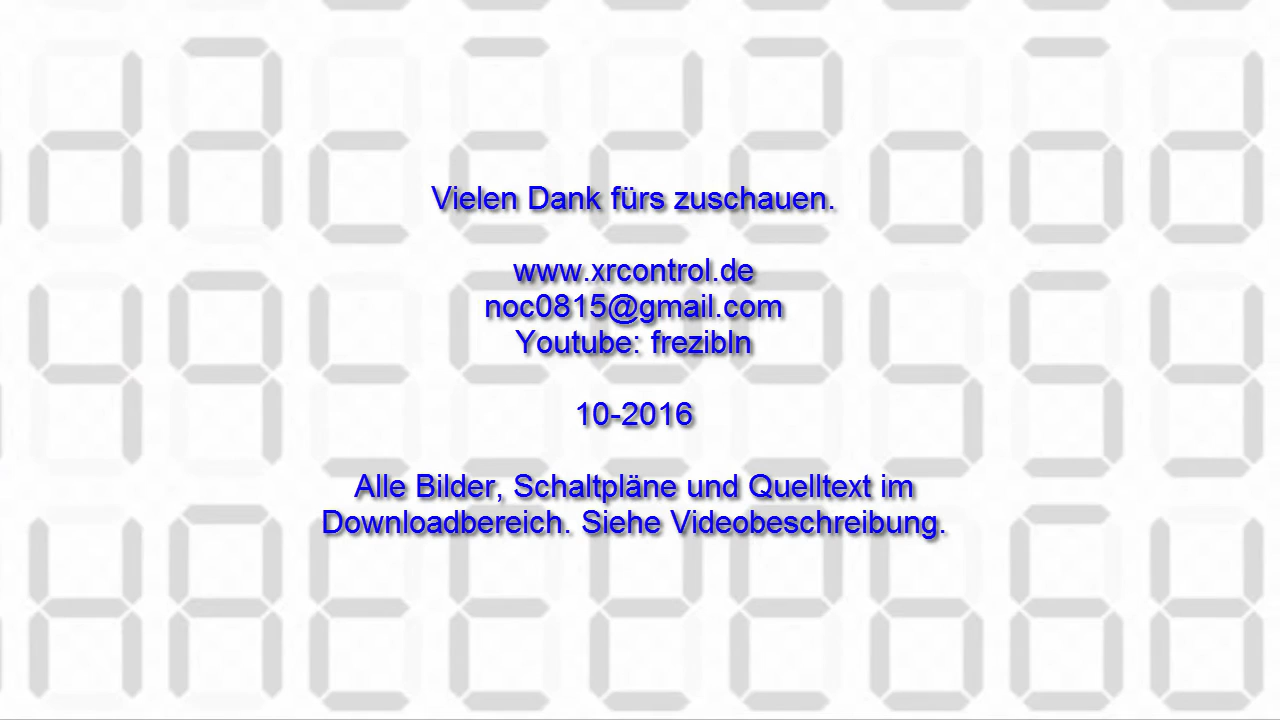 Vielen Dank fürs zuschauen.
www.xrcontrol.de
noc0815@gmail.com
Youtube: frezibln
10-2016
Alle Bilder, Schaltpläne und Quelltext im
Downloadbereich. Siehe Videobeschreibung.